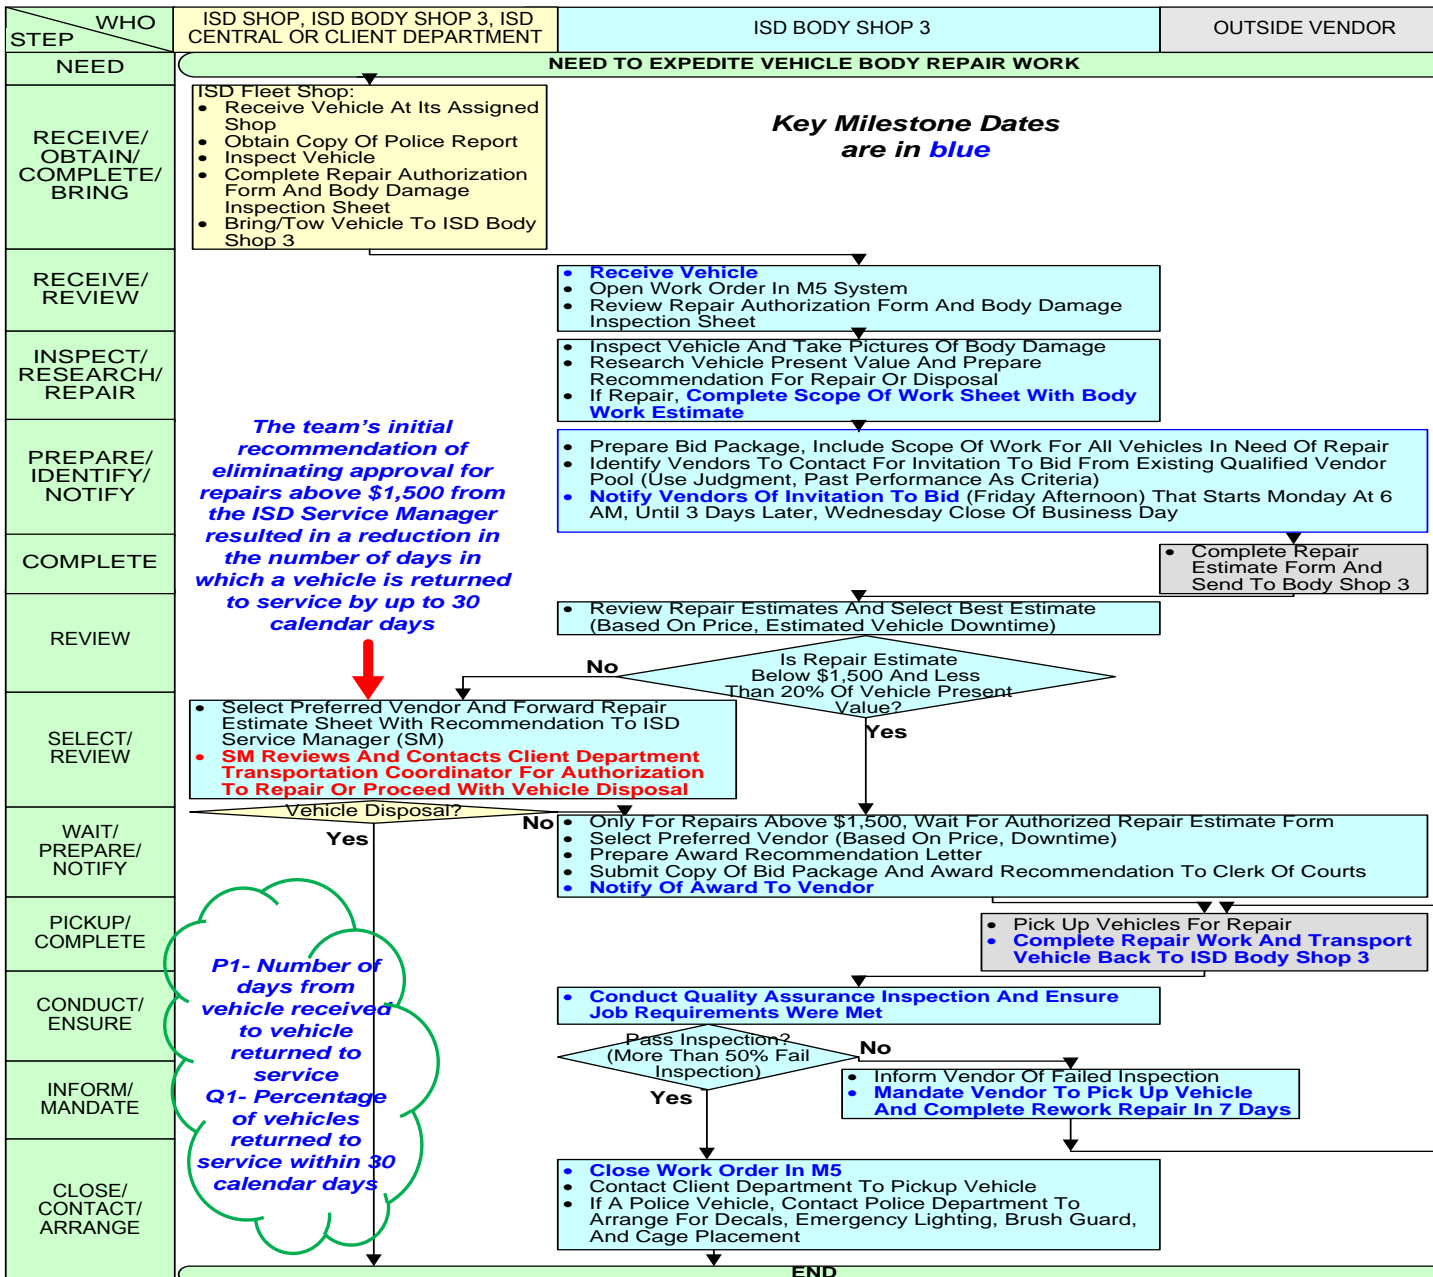 WHO
STEP
ISD SHOP, ISD BODY SHOP 3, ISD
CENTRAL OR CLIENT DEPARTMENT
ISD BODY SHOP 3
OUTSIDE VENDOR
NEED
NEED TO EXPEDITE VEHICLE BODY REPAIR WORK
RECEIVE/
OBTAIN/
COMPLETE/
BRING
ISD Fleet Shop:
• Receive Vehicle At Its Assigned
Shop
• Obtain Copy Of Police Report
• Inspect Vehicle
• Complete Repair Authorization
Form And Body Damage
Inspection Sheet
• Bring/Tow Vehicle To ISD Body
Shop 3
Key Milestone Dates
are in blue
RECEIVE/
REVIEW
• Receive Vehicle
• Open Work Order In M5 System
• Review Repair Authorization Form And Body Damage
Inspection Sheet
INSPECT/
RESEARCH/
REPAIR
• Inspect Vehicle And Take Pictures Of Body Damage
• Research Vehicle Present Value And Prepare
Recommendation For Repair Or Disposal
• If Repair, Complete Scope Of Work Sheet With Body
Work Estimate
The team's initial
recommendation of
eliminating approval for
repairs above $1,500 from
the ISD Service Manager
resulted in a reduction in
the number of days in
which a vehicle is returned
to service by up to 30
calendar days
PREPARE/
IDENTIFY/
NOTIFY
• Prepare Bid Package, Include Scope Of Work For All Vehicles In Need Of Repair
• Identify Vendors To Contact For Invitation To Bid From Existing Qualified Vendor
Pool (Use Judgment, Past Performance As Criteria)
• Notify Vendors Of Invitation To Bid (Friday Afternoon) That Starts Monday At 6
AM, Until 3 Days Later, Wednesday Close Of Business Day
COMPLETE
• Complete Repair
Estimate Form And
Send To Body Shop 3
REVIEW
• Review Repair Estimates And Select Best Estimate
(Based On Price, Estimated Vehicle Downtime)
Is Repair Estimate
Below $1,500 And Less
Than 20% Of Vehicle Present
Value?
No
Yes
SELECT/
REVIEW
• Select Preferred Vendor And Forward Repair
Estimate Sheet With Recommendation To ISD
Service Manager (SM)
• SM Reviews And Contacts Client Department
Transportation Coordinator For Authorization
To Repair Or Proceed With Vehicle Disposal
Vehicle Disposal?
Yes
No
WAIT/
PREPARE/
NOTIFY
• Only For Repairs Above $1,500, Wait For Authorized Repair Estimate Form
• Select Preferred Vendor (Based On Price, Downtime)
• Prepare Award Recommendation Letter
• Submit Copy Of Bid Package And Award Recommendation To Clerk Of Courts
• Notify Of Award To Vendor
PICKUP/
COMPLETE
• Pick Up Vehicles For Repair
• Complete Repair Work And Transport
Vehicle Back To ISD Body Shop 3
P1- Number of
days from
vehicle received
to vehicle
returned to
service
Q1- Percentage
of vehicles
returned to
service within 30
calendar days
CONDUCT/
ENSURE
• Conduct Quality Assurance Inspection And Ensure
Job Requirements Were Met
Pass Inspection?
(More Than 50% Fail
Inspection)
No
Yes
INFORM/
MANDATE
• Inform Vendor Of Failed Inspection
• Mandate Vendor To Pick Up Vehicle
And Complete Rework Repair In 7 Days
CLOSE/
CONTACT/
ARRANGE
• Close Work Order In M5
• Contact Client Department To Pickup Vehicle
• If A Police Vehicle, Contact Police Department To
Arrange For Decals, Emergency Lighting, Brush Guard,
And Cage Placement
END